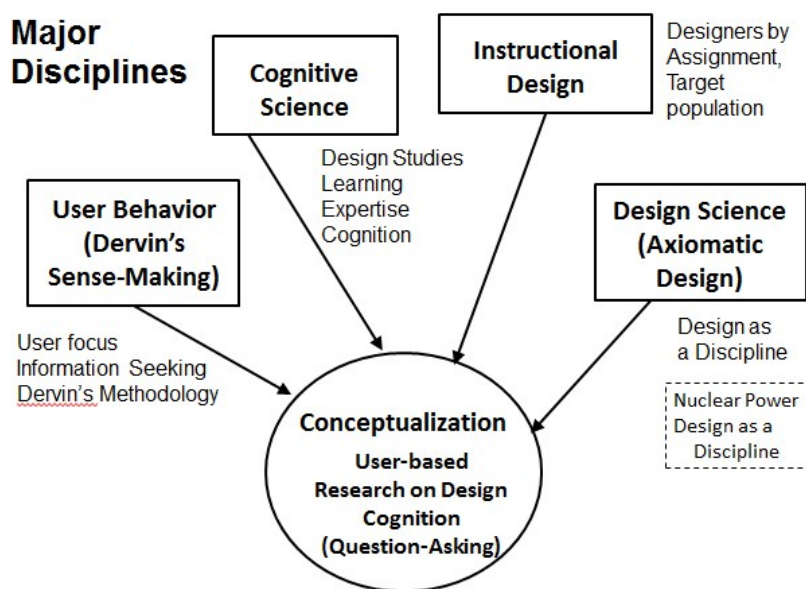 Major
Disciplines
Cognitive
Science
Instructional
Design
Designers by
Assignment,
Target
population
User Behavior
(Dervin's
Sense-Making)
Design Studies
Learning
Expertise
Cognition
Design Science
(Axiomatic
Design)
User focus
Information Seeking
Dervin's Methodology
Design as
a Discipline
Nuclear Power
Design as a
Discipline
Conceptualization
User-based
Research on Design
Cognition
(Question-Asking)